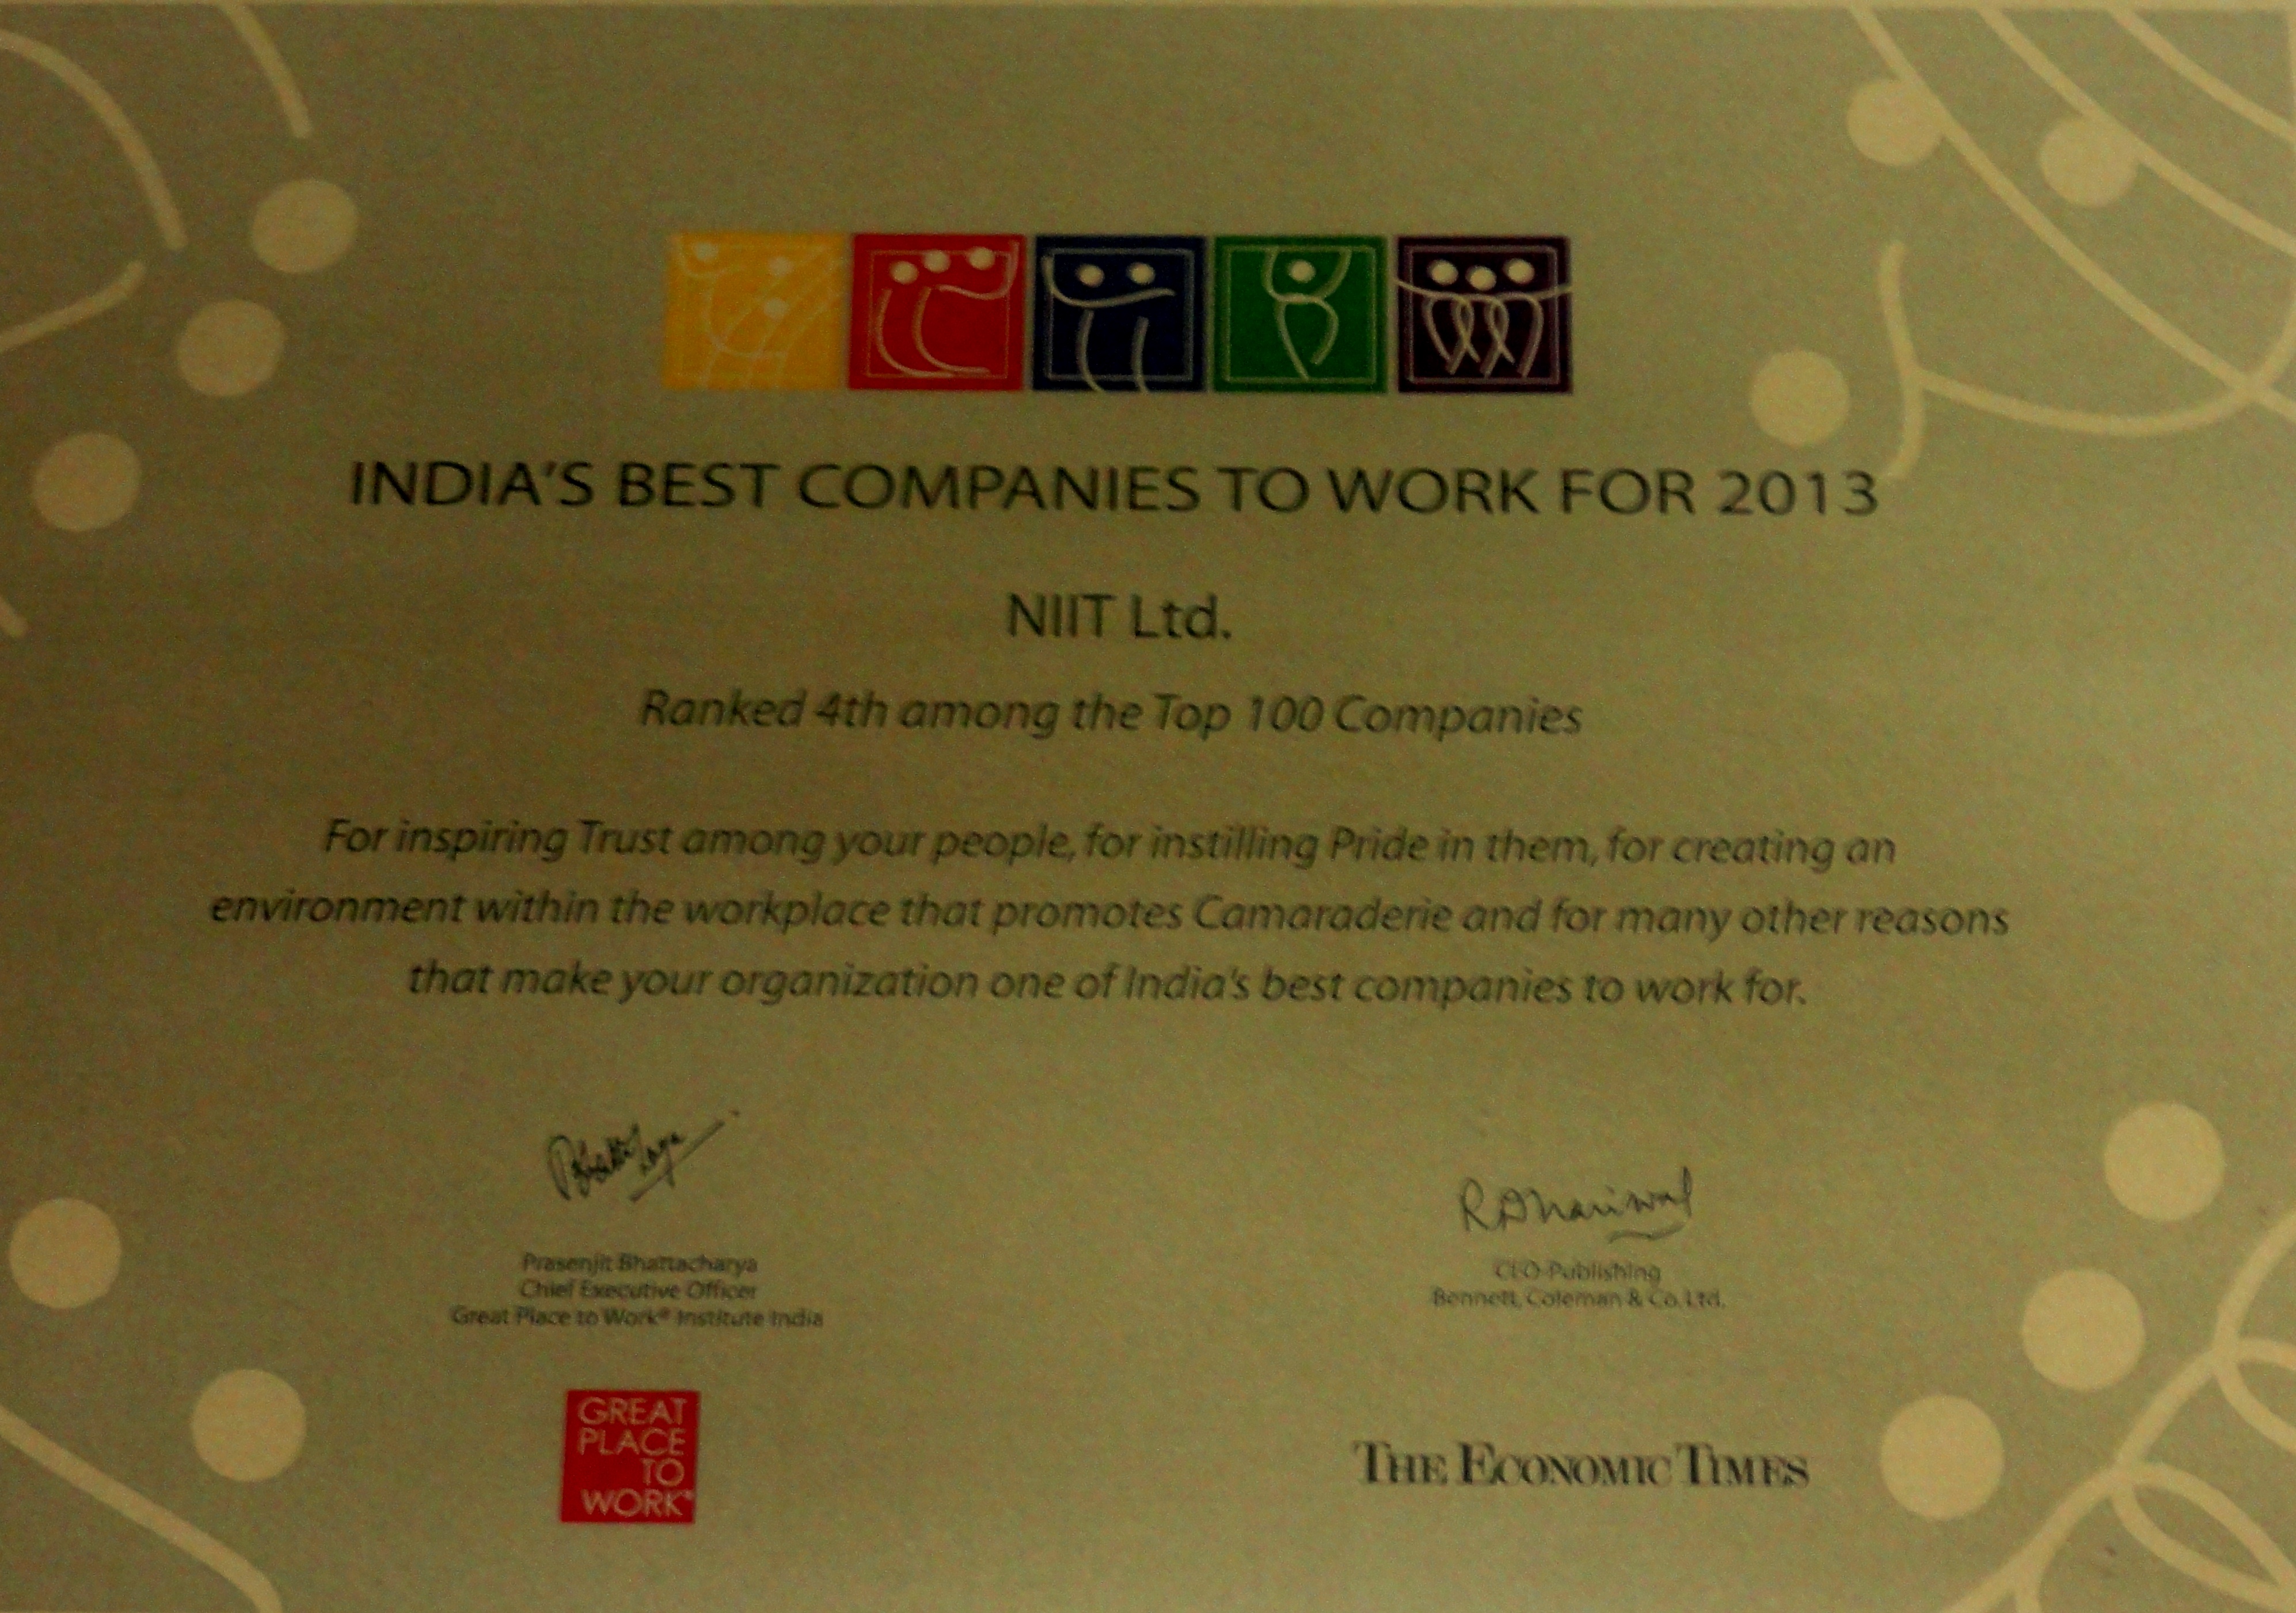 INDIA'S BEST COMPANIES TO WORK FOR 2013
NIIT Ltd.
Ranked 4th among the Top 100 Companies
For inspiring Trust among your people, for instilling Pride in them, for creating an
environment within the workplace that promotes Camaraderie and for many other reasons
that make your organization one of India's best companies to work for.
RDhariwal
Prasenjit Bhattacharya
Chief Executive Officer
Great Place to Work® Institute India
CEO-Publishing
Bennett, Coleman & Co. Ltd.
GREAT
PLACE
TO
WORK®
THE ECONOMIC TIMES